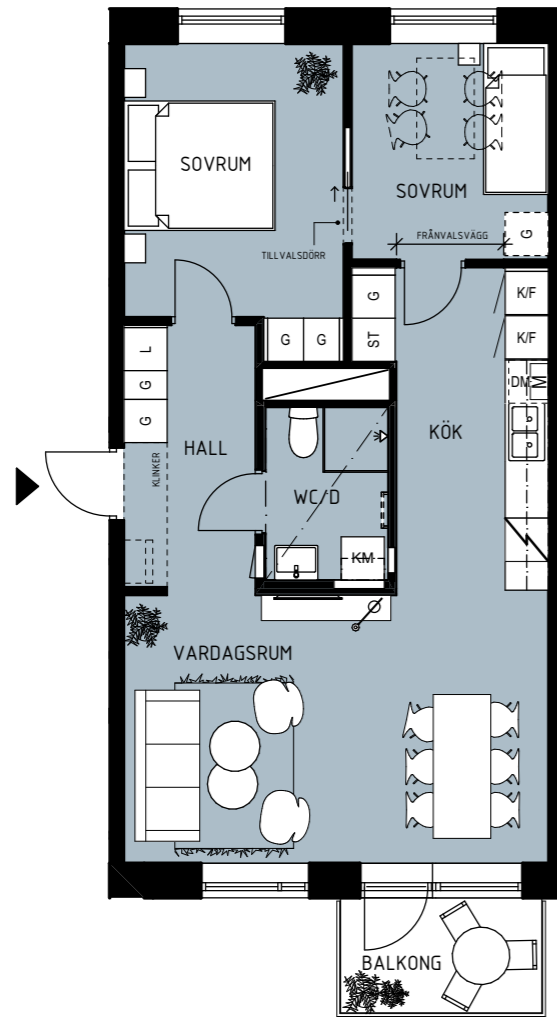 SOVRUM
SOVRUM
TILLVALSDÖRR
FRÅNVALSVÄGG
G
G
G
G
ST
K/F
K/F
DM
M
L
G
G
HALL
KLINKER
WC/D
KM
KÖK
VARDAGSRUM
BALKONG